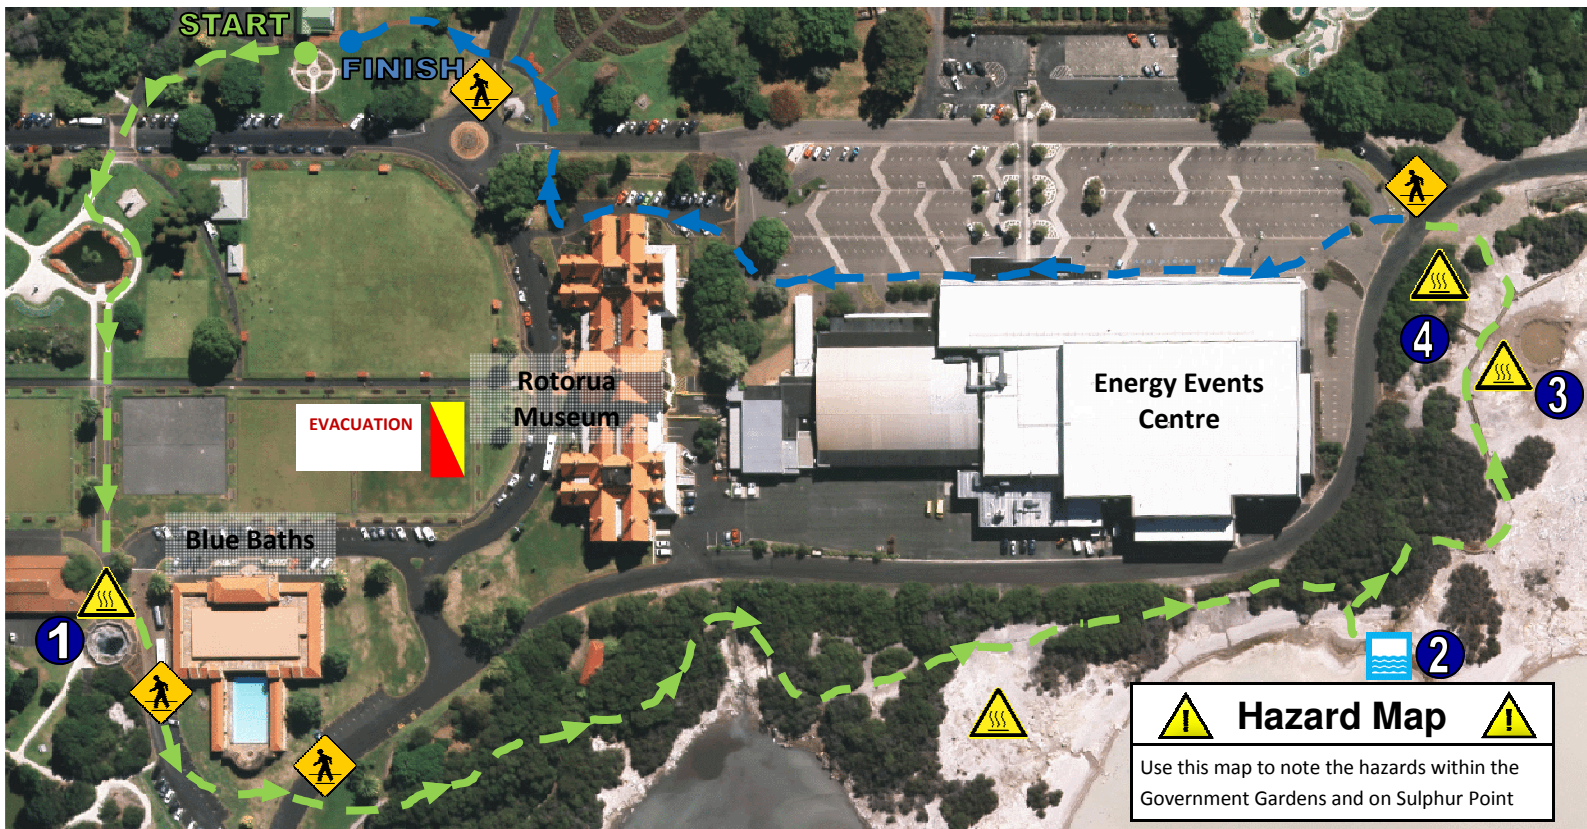 START
FINISH
Rotorua
Museum
Energy Events
Centre
EVACUATION
Blue Baths
4
3
1
2
! Hazard Map !
Use this map to note the hazards within the
Government Gardens and on Sulphur Point